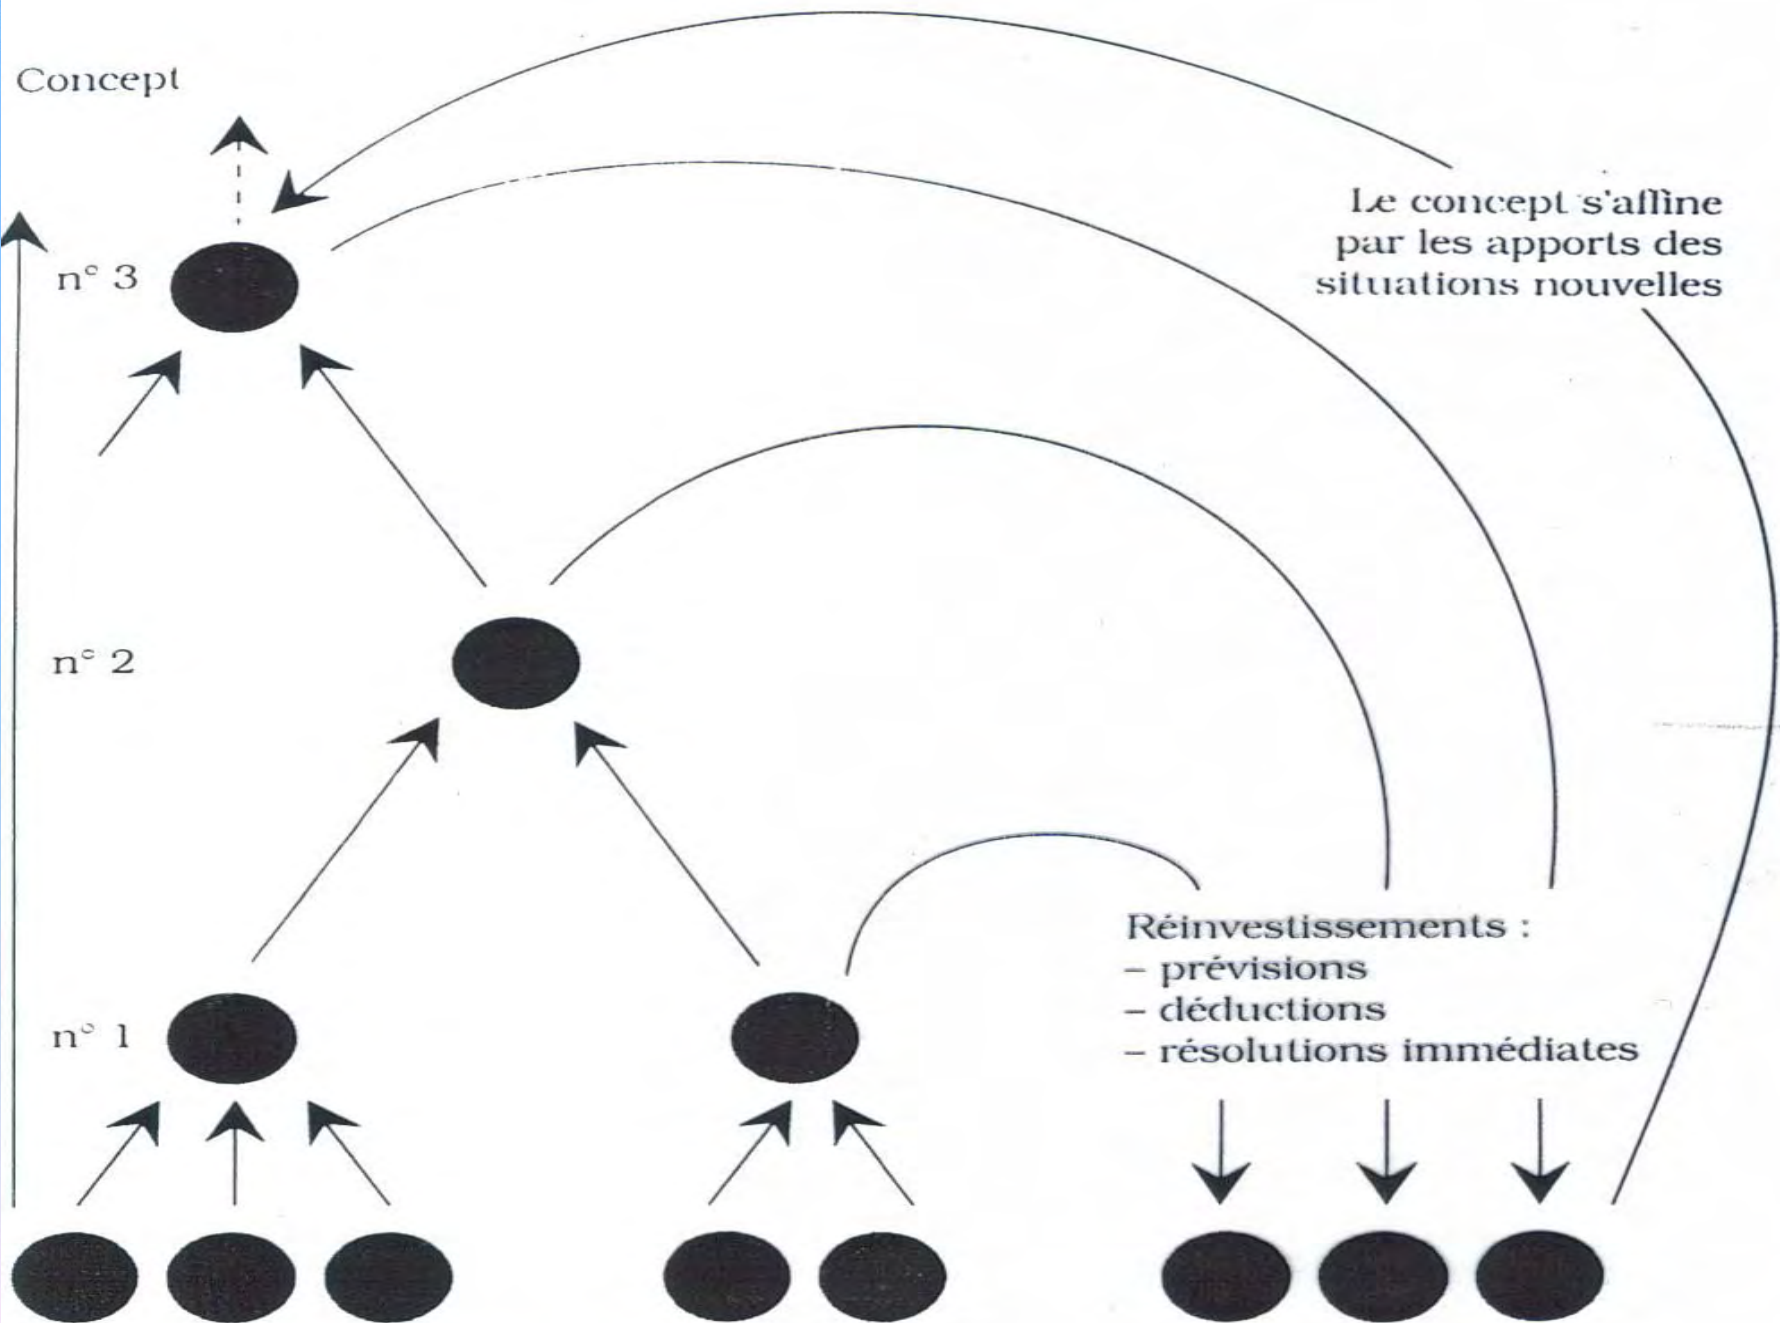 Concept
Le concept s'affine
par les apports des
situations nouvelles
n° 3
n° 2
Réinvestissements :
– prévisions
– déductions
– résolutions immédiates
n° 1